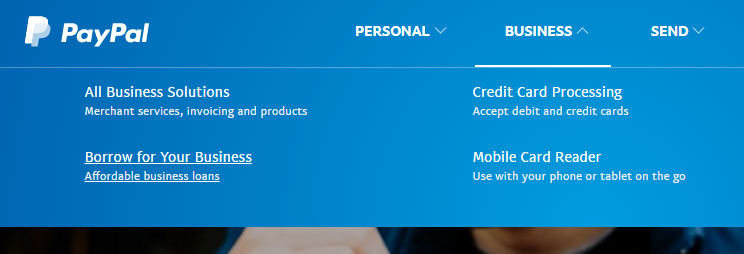 PayPal
PERSONAL
BUSINESS
SEND
All Business Solutions
Merchant services, invoicing and products
Credit Card Processing
Accept debit and credit cards
Borrow for Your Business
Affordable business loans
Mobile Card Reader
Use with your phone or tablet on the go